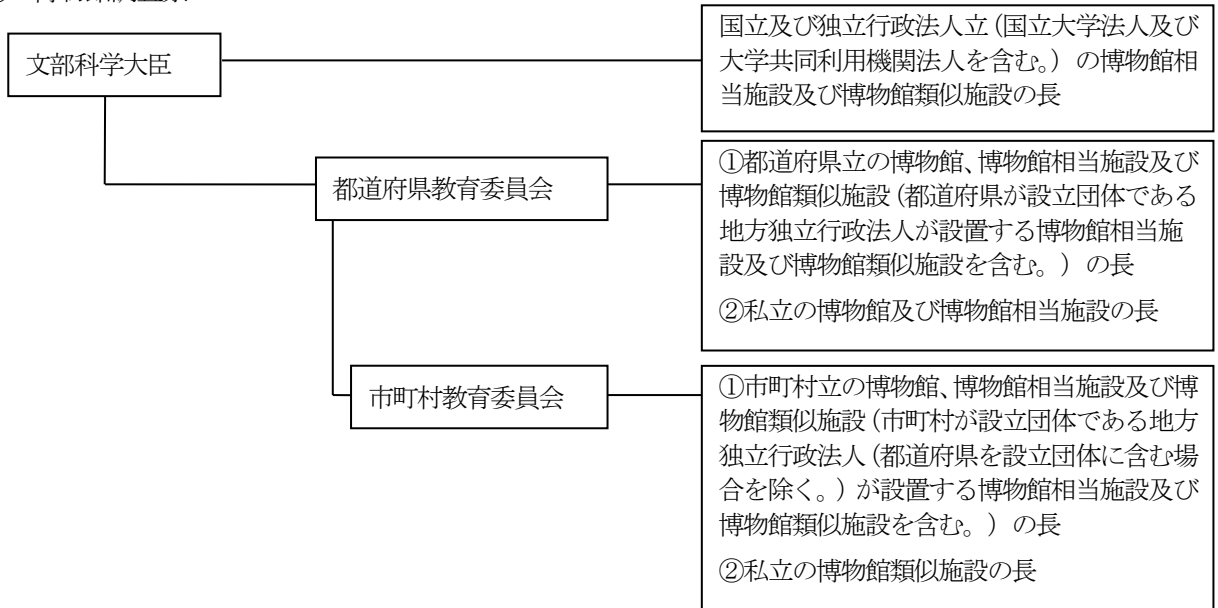 文部科学大臣
国立及び独立行政法人立（国立大学法人及び
大学共同利用機関法人を含む。）の博物館相
当施設及び博物館類似施設の長
都道府県教育委員会
①都道府県立の博物館、博物館相当施設及び
博物館類似施設（都道府県が設立団体である
地方独立行政法人が設置する博物館相当施
設及び博物館類似施設を含む。）の長
②私立の博物館及び博物館相当施設の長
市町村教育委員会
①市町村立の博物館、博物館相当施設及び博
物館類似施設（市町村が設立団体である地方
独立行政法人（都道府県を設立団体に含む場
合を除く。）が設置する博物館相当施設及び
博物館類似施設を含む。）の長
②私立の博物館類似施設の長